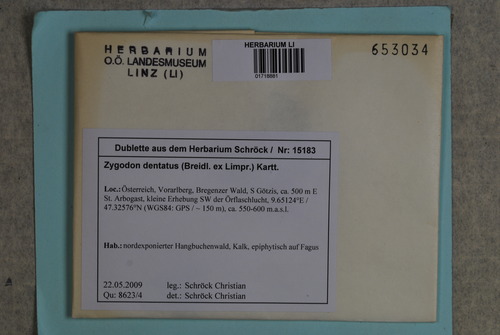 HERBARIUM
O.Ö. LANDESMUSEUM
LINZ (LI)
HERBARIUM LI
01718881
653034
Dublette aus dem Herbarium Schröck / Nr: 15183
Zygodon dentatus (Breidl. ex Limpr.) Kartt.
Loc.: Österreich, Vorarlberg, Bregenzer Wald, S Götzis, ca. 500 m E
St. Arbogast, kleine Erhebung SW der Örflaschlucht, 9.65124°E /
47.32576°N (WGS84: GPS / ~ 150 m), ca. 550-600 m.a.s.l.
Hab.: nordexponierter Hangbuchenwald, Kalk, epiphytisch auf Fagus
22.05.2009 leg.: Schröck Christian
Qu: 8623/4 det.: Schröck Christian